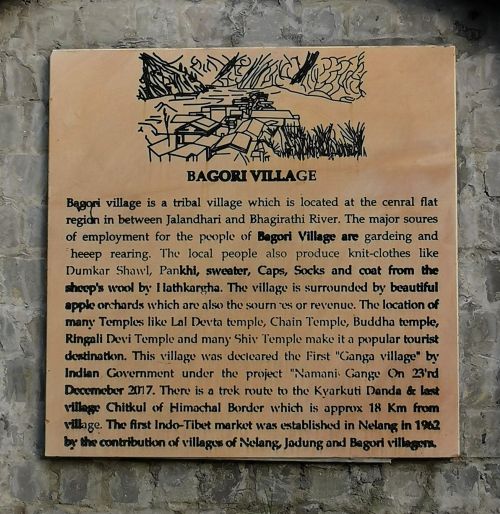 BAGORI VILLAGE
Bagori village is a tribal village which is located at the cenral flat
region in between Jalandhari and Bhagirathi River. The major soures
of employment for the people of Bagori Village are gardeing and
heeep rearing. The local people also produce knit-clothes like
Dumkar Shawl, Pankhi, sweater, Caps, Socks and coat from the
sheep's wool by Hathkargha. The village is surrounded by beautiful
apple orchards which are also the sources or revenue. The location of
many Temples like Lal Devta temple, Chain Temple, Buddha temple,
Ringali Devi Temple and many Shiv Temple make it a popular tourist
destination. This village was decleared the First "Ganga village" by
Indian Government under the project "Namani Gange On 23'rd
Decemeber 2017. There is a trek route to the Kyarkuti Danda & last
village Chitkul of Himachal Border which is approx 18 Km from
village. The first Indo-Tibet market was established in Nelang in 1962
by the contribution of villages of Nelang, Jadung and Bagori villagers.